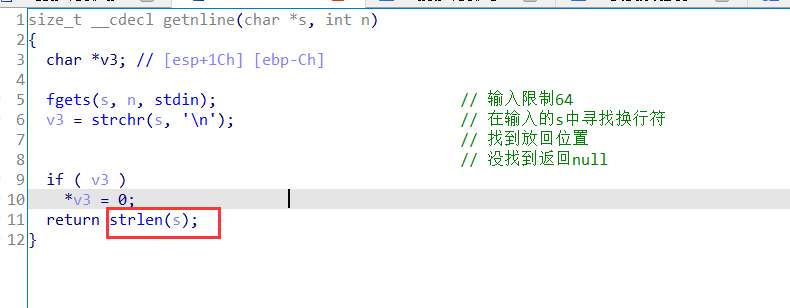 1 size_t __cdecl getnline(char *s, int n)
2 {
3 char *v3; // [esp+1Ch] [ebp-Ch]
4
5 fgets(s, n, stdin); // 输入限制64
6 v3 = strchr(s, '\n'); // 在输入的s中寻找换行符
7 // 找到放回位置
8 // 没找到返回null
9 if ( v3 )
10 *v3 = 0;
11 return strlen(s);
12 }